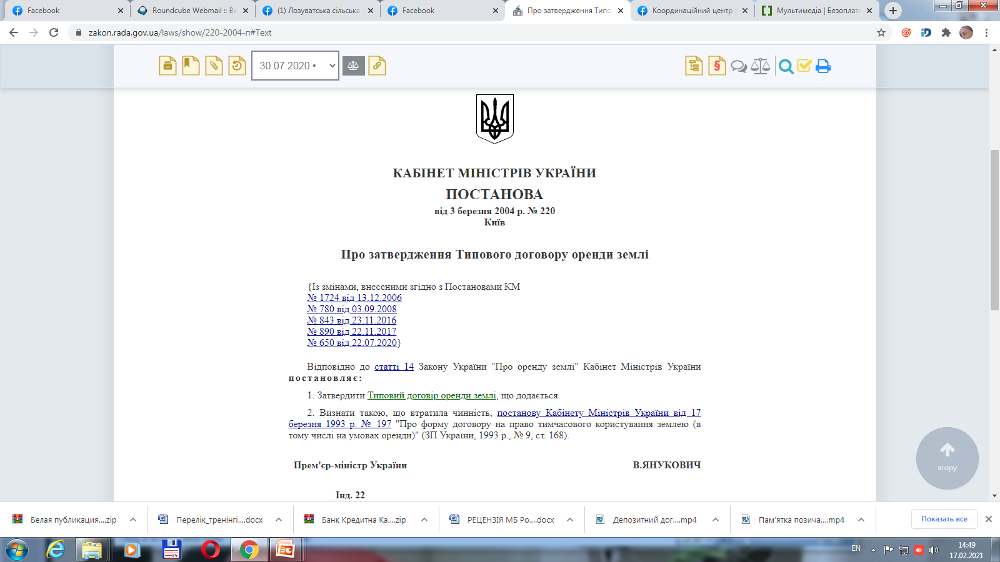 Facebook
Roundcube Webmail :: Вх
(1) Лозуватська сільська
Facebook
Про затвердження Типо
Координаційний центр з
Мультимедіа | Безоплатн
zakon.rada.gov.ua/laws/show/220-2004-п#Text
30.07.2020 •
КАБІНЕТ МІНІСТРІВ УКРАЇНИ
ПОСТАНОВА
від 3 березня 2004 р. № 220
Київ
Про затвердження Типового договору оренди землі
{Із змінами, внесеними згідно з Постановами КМ
№ 1724 від 13.12.2006
№ 780 від 03.09.2008
№ 843 від 23.11.2016
№ 890 від 22.11.2017
№ 650 від 22.07.2020}
Відповідно до статті 14 Закону України "Про оренду землі" Кабінет Міністрів України
постановляє:
1. Затвердити Типовий договір оренди землі, що додається.
2. Визнати такою, що втратила чинність, постанову Кабінету Міністрів України від 17
березня 1993 р. № 197 "Про форму договору на право тимчасового користування землею (в
тому числі на умовах оренди)" (ЗП України, 1993 р., № 9, ст. 168).
Прем'єр-міністр України В.ЯНУКОВИЧ
Інд. 22
вгору
Белая публикация....zip
Перелік_тренінгі....docx
Банк Кредитна Ка....zip
РЕЦЕНЗІЯ МБ Ро....docx
Депозитний дог....mp4
Пам'ятка позича....mp4
Показать все
64
EN
14:49
17.02.2021